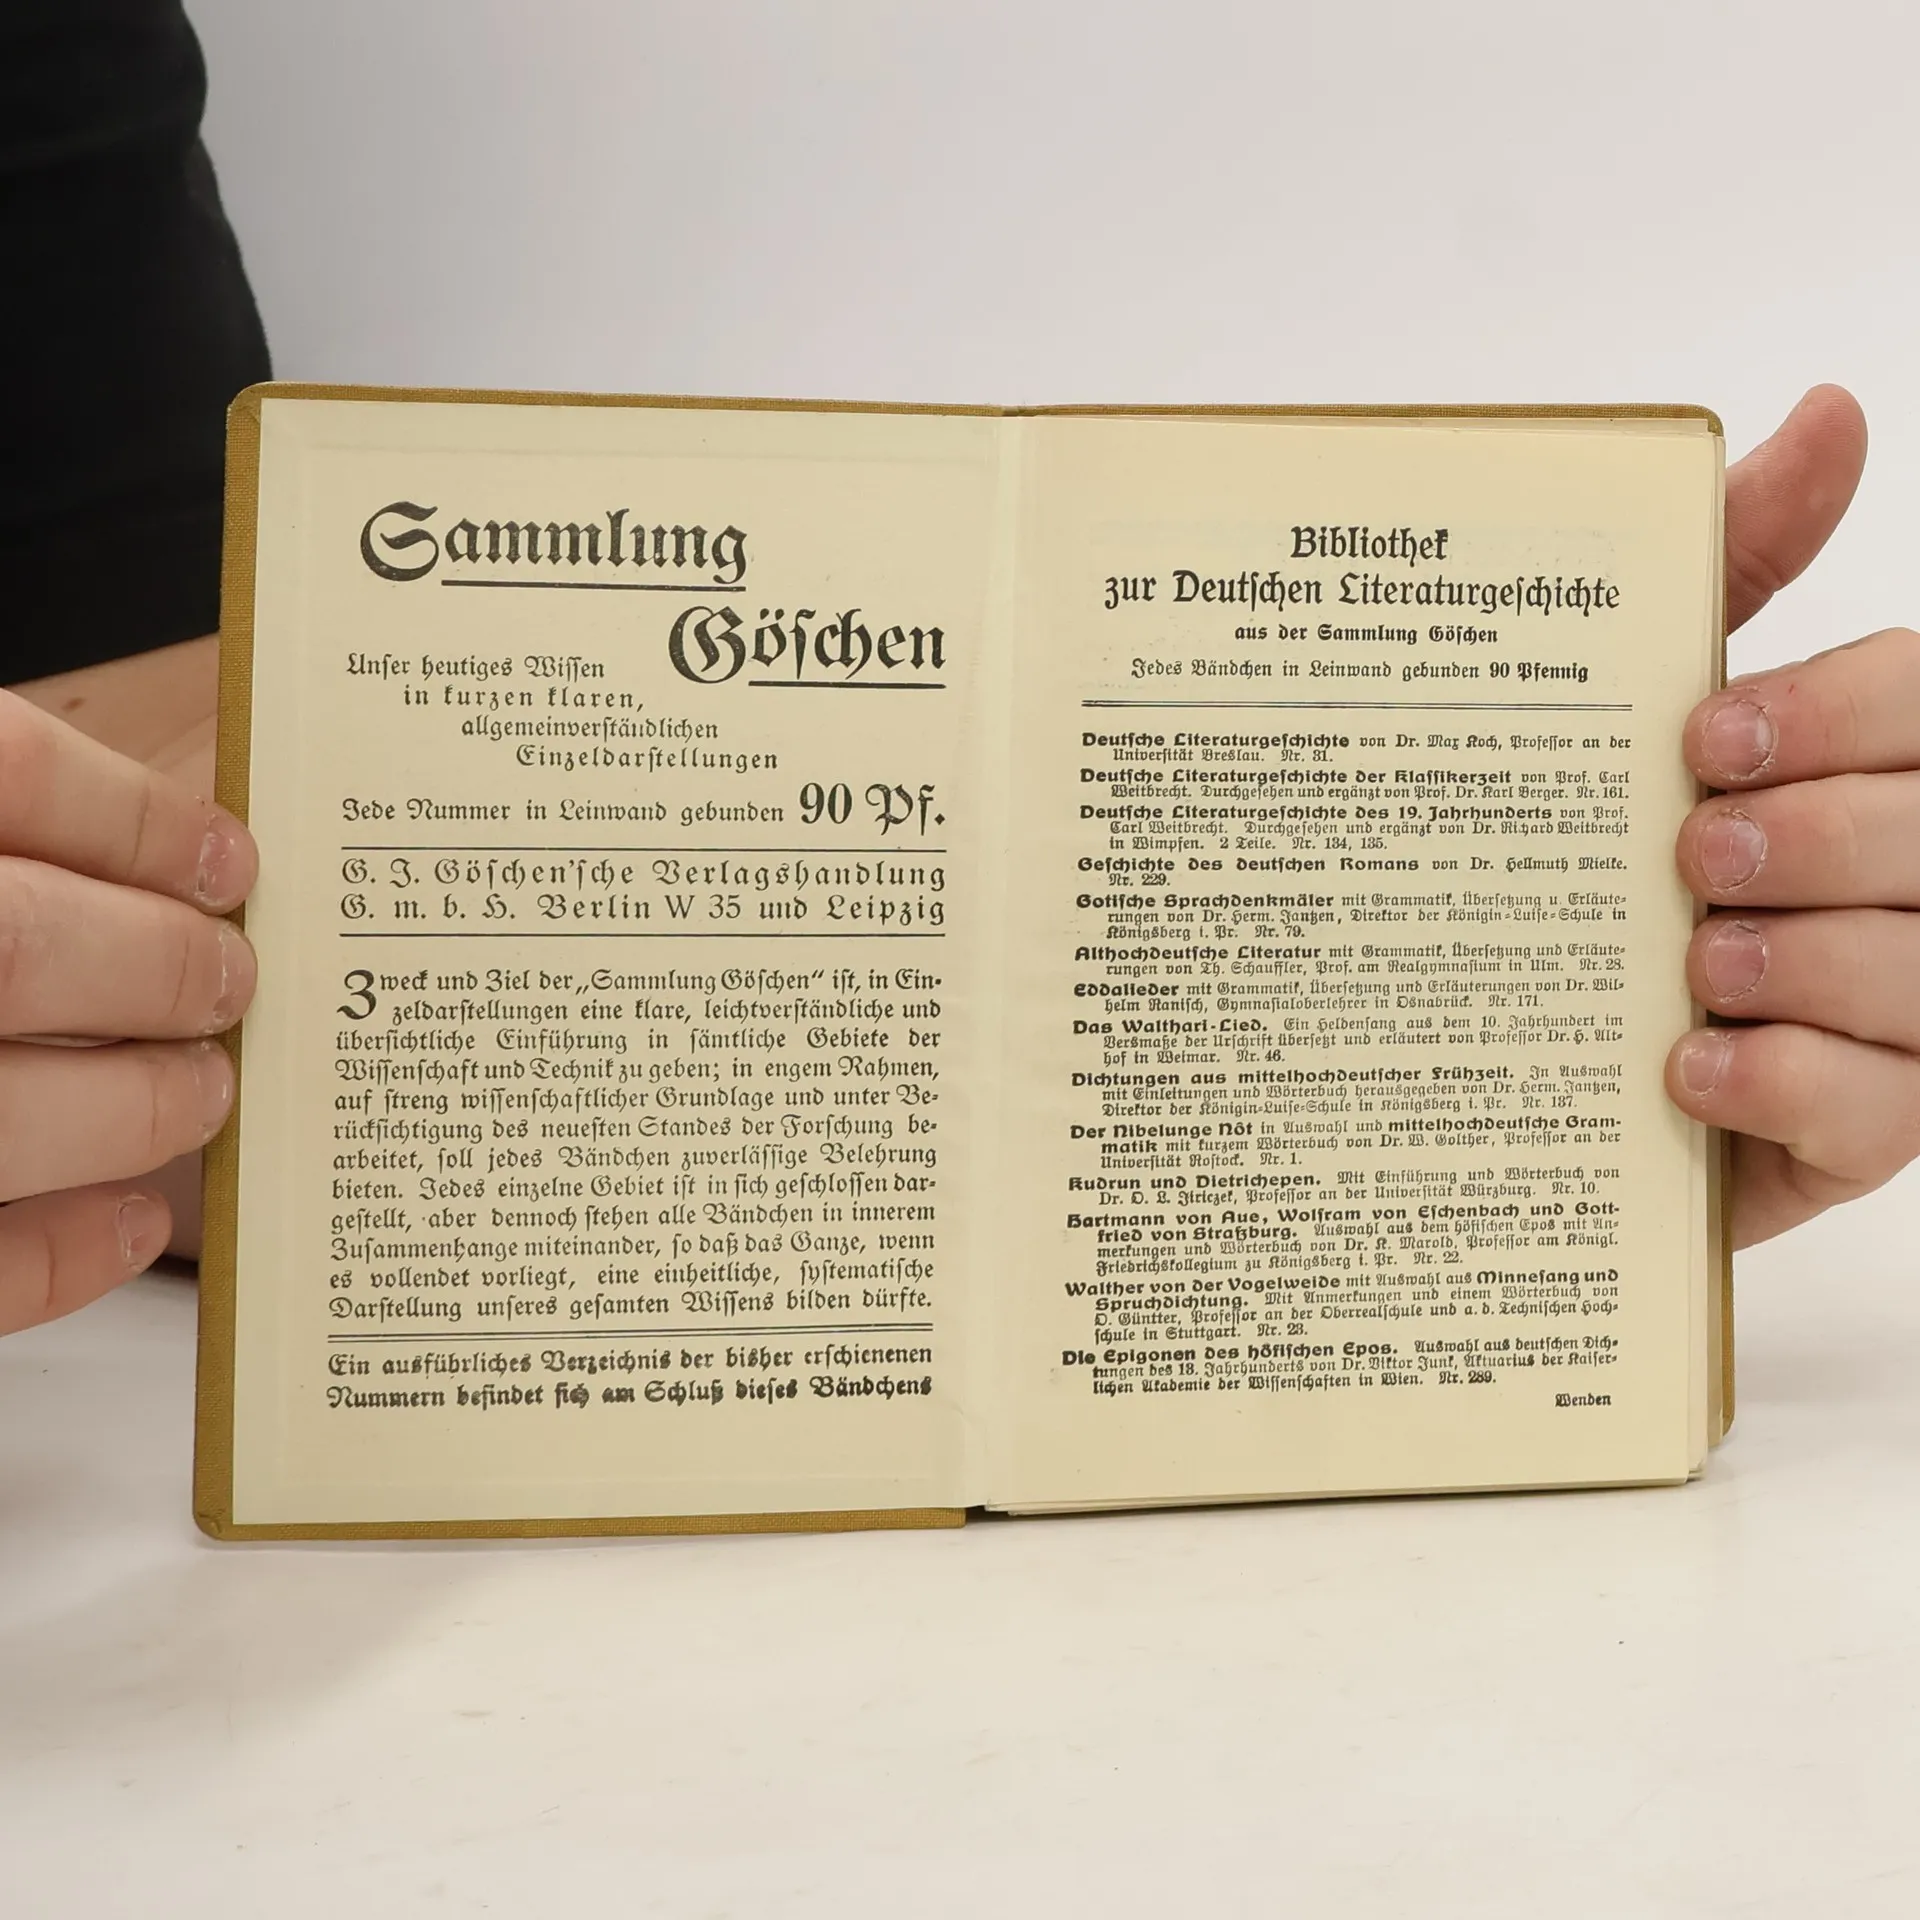 Sammlung
Göschen
Unser heutiges Wissen
in kurzen klaren,
allgemeinverständlichen
Einzeldarstellungen
Jede Nummer in Leinwand gebunden 90 Pf.
G. J. Göschen'sche Verlagshandlung
G. m. b. H. Berlin W 35 und Leipzig
Zweck und Ziel der „Sammlung Göschen“ ist, in Ein-
zeldarstellungen eine klare, leichtverständliche und
übersichtliche Einführung in sämtliche Gebiete der
Wissenschaft und Technik zu geben; in engem Rahmen,
auf streng wissenschaftlicher Grundlage und unter Be-
rücksichtigung des neuesten Standes der Forschung be-
arbeitet, soll jedes Bändchen zuverlässige Belehrung
bieten. Jedes einzelne Gebiet ist in sich geschlossen dar-
gestellt, aber dennoch stehen alle Bändchen in innerem
Zusammenhange miteinander, so daß das Ganze, wenn
es vollendet vorliegt, eine einheitliche, systematische
Darstellung unseres gesamten Wissens bilden dürfte.
Ein ausführliches Verzeichnis der bisher erschienenen
Nummern befindet sich am Schluß dieses Bändchens
Bibliothek
zur Deutschen Literaturgeschichte
aus der Sammlung Göschen
Jedes Bändchen in Leinwand gebunden 90 Pfennig
Deutsche Literaturgeschichte von Dr. Max Koch, Professor an der
Universität Breslau. Nr. 31.
Deutsche Literaturgeschichte der Klassikerzeit von Prof. Carl
Weitbrecht. Durchgesehen und ergänzt von Prof. Dr. Karl Berger. Nr. 161.
Deutsche Literaturgeschichte des 19. Jahrhunderts von Prof.
Carl Weitbrecht. Durchgesehen und ergänzt von Dr. Richard Weitbrecht
in Wimpfen. 2 Teile. Nr. 134, 135.
Geschichte des deutschen Romans von Dr. Hellmuth Mielke.
Nr. 229.
Gotische Sprachdenkmäler mit Grammatik, Übersetzung u. Erläute-
rungen von Dr. Herm. Jantzen, Direktor der Königin-Luise-Schule in
Königsberg i. Pr. Nr. 79.
Althochdeutsche Literatur mit Grammatik, Übersetzung und Erläute-
rungen von Th. Schauffler, Prof. am Realgymnasium in Ulm. Nr. 28.
Eddalieder mit Grammatik, Übersetzung und Erläuterungen von Dr. Wil-
helm Ranisch, Gymnasialoberlehrer in Osnabrück. Nr. 171.
Das Walthari-Lied. Ein Heldensang aus dem 10. Jahrhundert im
Versmaße der Urschrift übersetzt und erläutert von Professor Dr. H. Alt-
hof in Weimar. Nr. 46.
Dichtungen aus mittelhochdeutscher Frühzeit. In Auswahl
mit Einleitungen und Wörterbuch herausgegeben von Dr. Herm. Jantzen,
Direktor der Königin-Luise-Schule in Königsberg i. Pr. Nr. 137.
Der Nibelunge Nôt in Auswahl und mittelhochdeutsche Gram-
matik mit kurzem Wörterbuch von Dr. W. Golther, Professor an der
Universität Rostock. Nr. 1.
Kudrun und Dietrichepen. Mit Einführung und Wörterbuch von
Dr. O. L. Jiriczek, Professor an der Universität Würzburg. Nr. 10.
Hartmann von Aue, Wolfram von Eschenbach und Gott-
fried von Straßburg. Auswahl aus dem höfischen Epos mit An-
merkungen und Wörterbuch von Dr. K. Marold, Professor am Königl.
Friedrichskollegium zu Königsberg i. Pr. Nr. 22.
Walther von der Vogelweide mit Auswahl aus Minnesang und
Spruchdichtung. Mit Anmerkungen und einem Wörterbuch von
O. Güntter, Professor an der Oberrealschule und a. d. Technischen Hoch-
schule in Stuttgart. Nr. 23.
Die Epigonen des höfischen Epos. Auswahl aus deutschen Dich-
tungen des 13. Jahrhunderts von Dr. Viktor Junk, Aktuarius der Kaiser-
lichen Akademie der Wissenschaften in Wien. Nr. 289.
Wenden